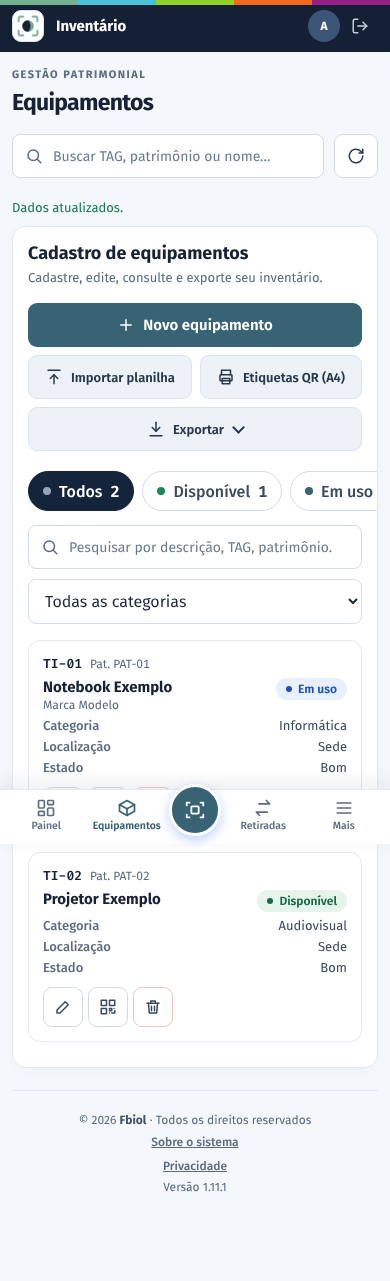 Inventário
A
GESTÃO PATRIMONIAL
Equipamentos
Buscar TAG, patrimônio ou nome...
Dados atualizados.
Cadastro de equipamentos
Cadastre, edite, consulte e exporte seu inventário.
Novo equipamento
Importar planilha
Etiquetas QR (A4)
Exportar
Todos 2
Disponível 1
Em uso
Pesquisar por descrição, TAG, patrimônio.
Todas as categorias
TI-01 Pat. PAT-01
Notebook Exemplo
Em uso
Marca Modelo
Categoria Informática
Localização Sede
Estado Bom
Painel
Equipamentos
Retiradas
Mais
TI-02 Pat. PAT-02
Projetor Exemplo
Disponível
Categoria Audiovisual
Localização Sede
Estado Bom
© 2026 Fbiol · Todos os direitos reservados
Sobre o sistema
Privacidade
Versão 1.11.1